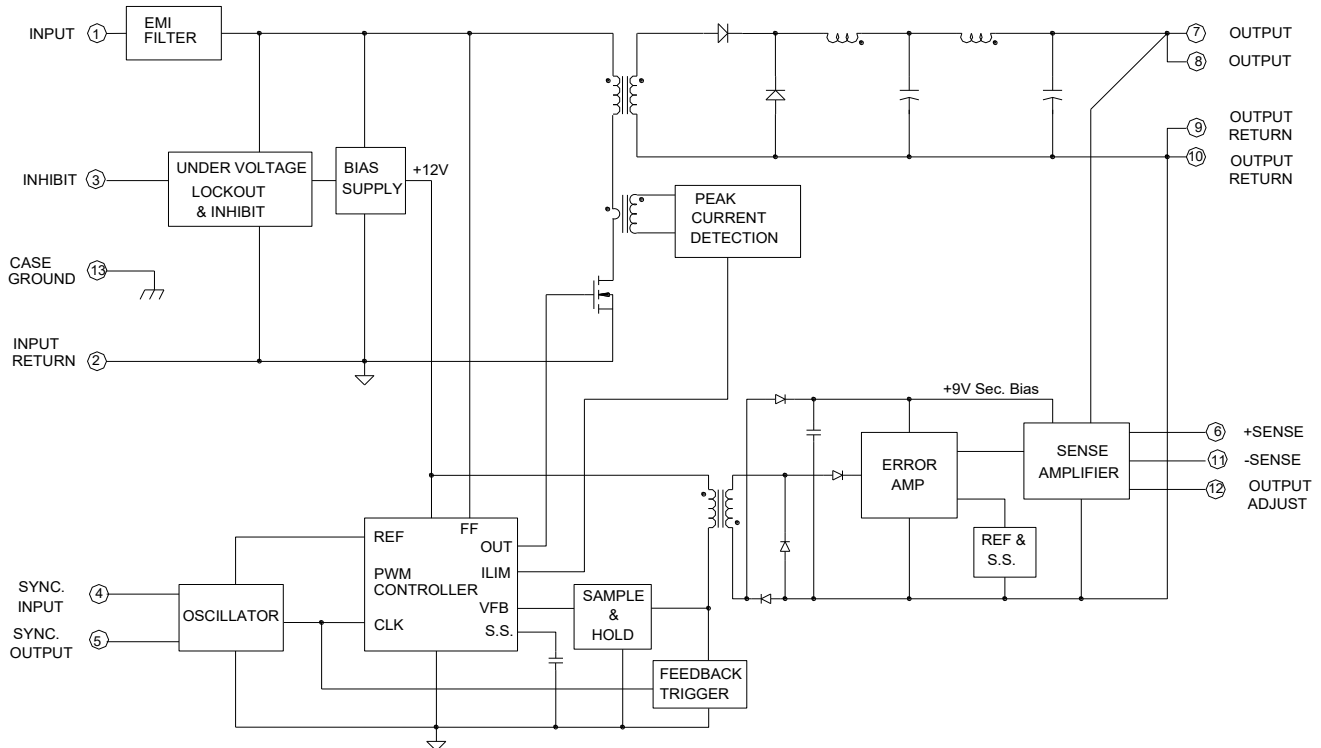 INPUT 1
EMI
FILTER
7 OUTPUT
8 OUTPUT
9 OUTPUT
RETURN
10 OUTPUT
RETURN
INHIBIT 3
UNDER VOLTAGE
LOCKOUT
& INHIBIT
BIAS
SUPPLY
+12V
PEAK
CURRENT
DETECTION
CASE
GROUND 13
INPUT
RETURN 2
+9V Sec. Bias
ERROR
AMP
SENSE
AMPLIFIER
6 +SENSE
11 -SENSE
12 OUTPUT
ADJUST
REF &
S.S.
REF
FF
OUT
PWM
CONTROLLER
ILIM
VFB
CLK
S.S.
SYNC.
INPUT 4
SYNC.
OUTPUT 5
OSCILLATOR
SAMPLE
&
HOLD
FEEDBACK
TRIGGER